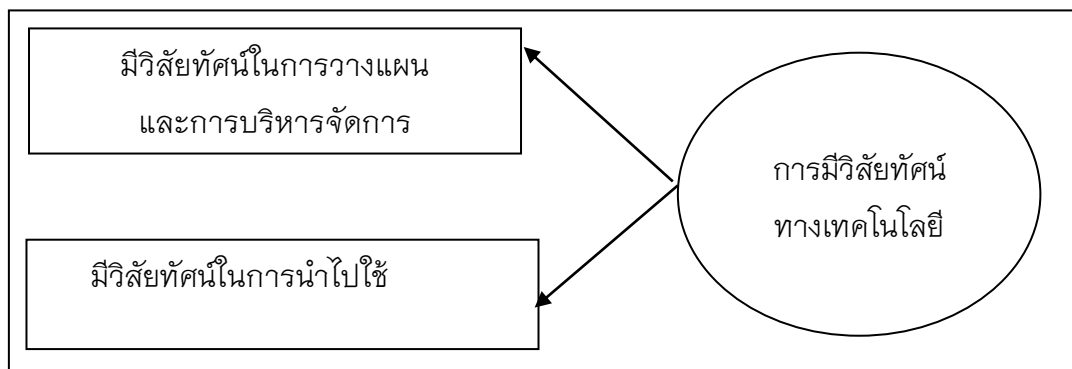 มีวิสัยทัศน์ในการวางแผน
และการบริหารจัดการ
การมีวิสัยทัศน์
ทางเทคโนโลยี
มีวิสัยทัศน์ในการนำไปใช้